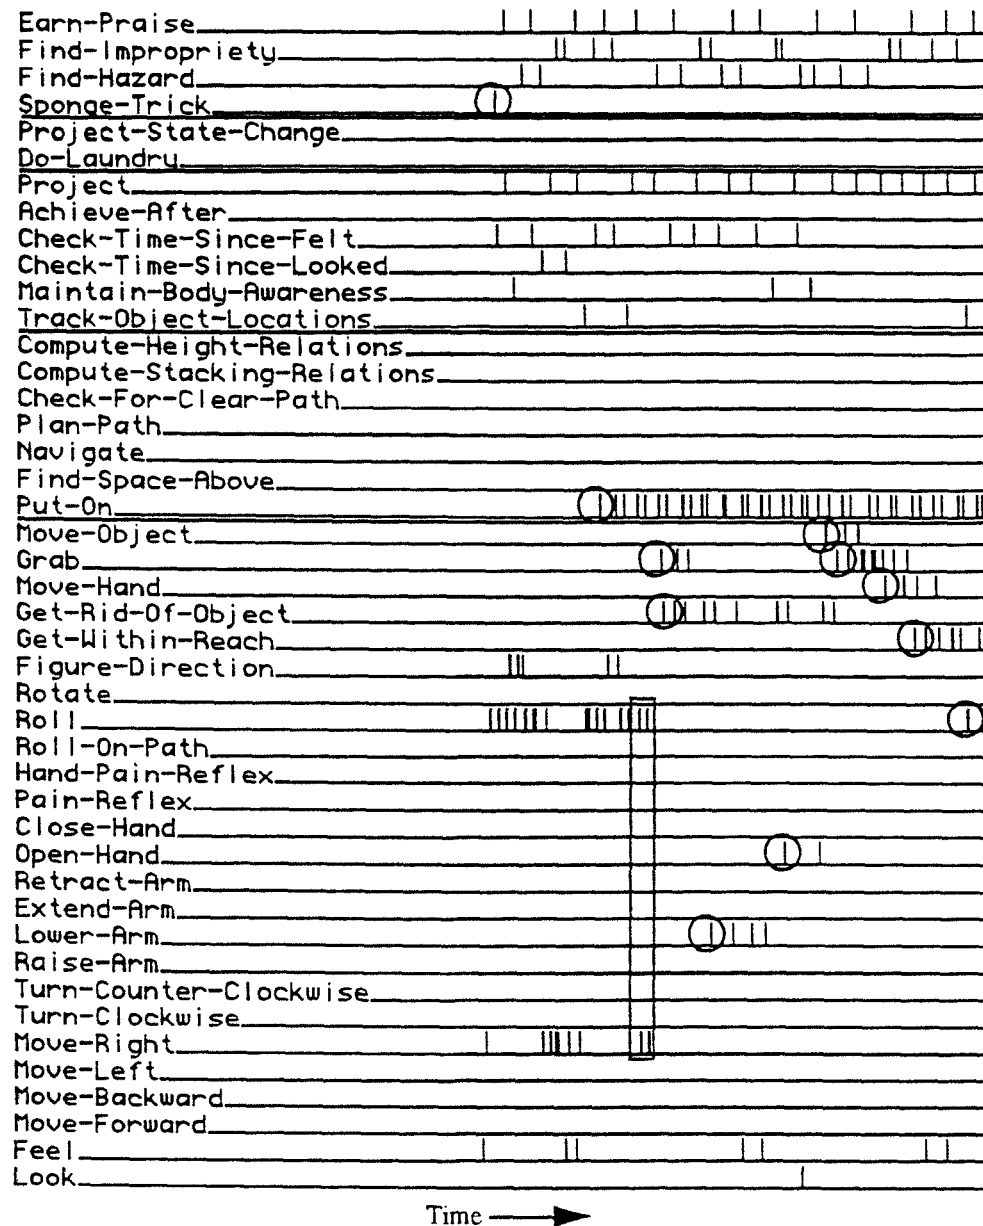 Earn-Praise
Find-Impropriety
Find-Hazard
Sponge-Trick
Project-State-Change
Do-Laundry
Project
Achieve-After
Check-Time-Since-Felt
Check-Time-Since-Looked
Maintain-Body-Awareness
Track-Object-Locations
Compute-Height-Relations
Compute-Stacking-Relations
Check-For-Clear-Path
Plan-Path
Navigate
Find-Space-Above
Put-On
Move-Object
Grab
Move-Hand
Get-Rid-Of-Object
Get-Within-Reach
Figure-Direction
Rotate
Roll
Roll-On-Path
Hand-Pain-Reflex
Pain-Reflex
Close-Hand
Open-Hand
Retract-Arm
Extend-Arm
Lower-Arm
Raise-Arm
Turn-Counter-Clockwise
Turn-Clockwise
Move-Right
Move-Left
Move-Backward
Move-Forward
Feel
Look
Time